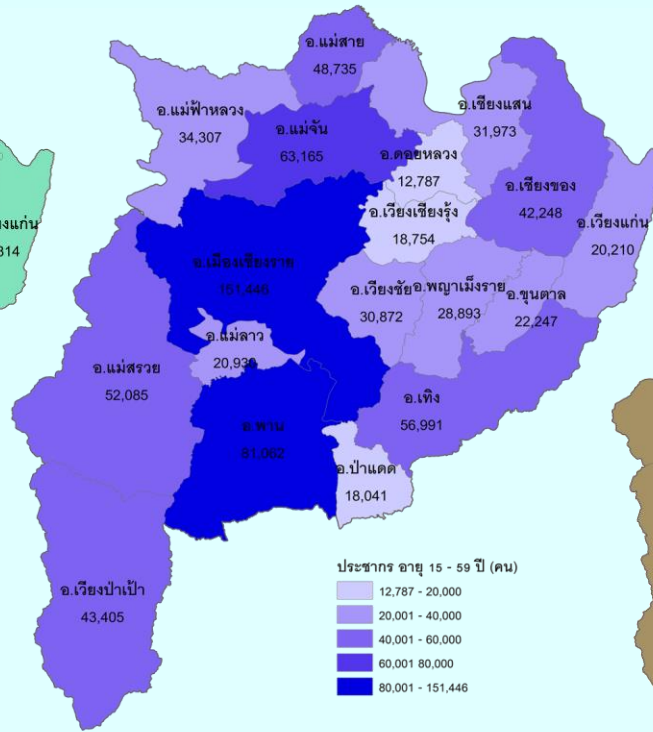 อ.แม่สาย
48,735
อ.แม่ฟ้าหลวง
34,307
อ.แม่จัน
63,165
อ.เชียงแสน
31,973
อ.ดอยหลวง
12,787
อ.เชียงของ
42,248
อ.เวียงเชียงรุ้ง
18,754
อ.เวียงแก่น
20,210
ยงแก่น
314
อ.เมืองเชียงราย
151,446
อ.เวียงชัย
30,872
อ.พญาเม็งราย
28,893
อ.ขุนตาล
22,247
อ.แม่ลาว
20,936
อ.แม่สรวย
52,085
อ.เทิง
56,991
อ.พาน
81,062
อ.ป่าแดด
18,041
อ.เวียงป่าเป้า
43,405
ประชากร อายุ 15 - 59 ปี (คน)
12,787 - 20,000
20,001 - 40,000
40,001 - 60,000
60,001 80,000
80,001 - 151,446